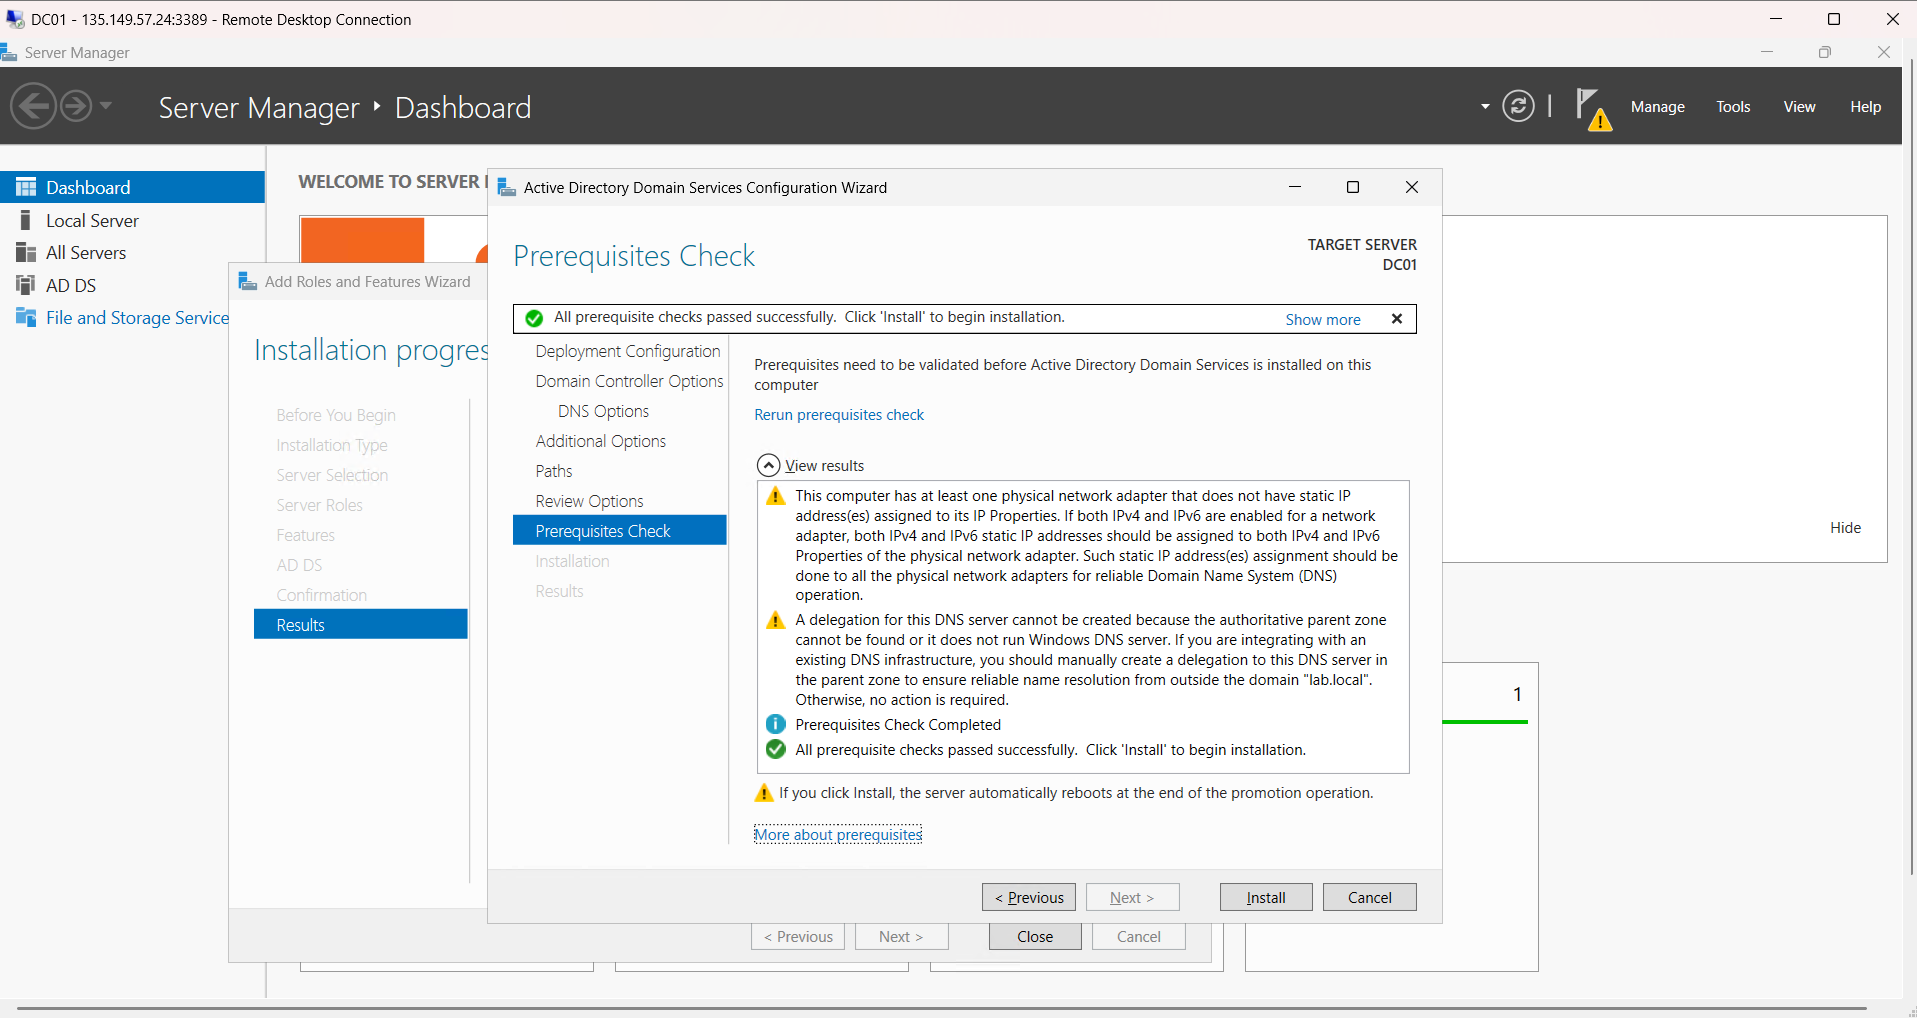 DC01 - 135.149.57.24:3389 - Remote Desktop Connection
Server Manager
Server Manager ‣ Dashboard
Manage Tools View Help
Dashboard
Local Server
All Servers
AD DS
File and Storage Service
WELCOME TO SERVER
Add Roles and Features Wizard
Installation progres
Before You Begin
Installation Type
Server Selection
Server Roles
Features
AD DS
Confirmation
Results
< Previous
Next >
Close
Cancel
Active Directory Domain Services Configuration Wizard
Prerequisites Check
TARGET SERVER
DC01
All prerequisite checks passed successfully. Click 'Install' to begin installation.
Show more
Deployment Configuration
Domain Controller Options
DNS Options
Additional Options
Paths
Review Options
Prerequisites Check
Installation
Results
Prerequisites need to be validated before Active Directory Domain Services is installed on this
computer
Rerun prerequisites check
View results
This computer has at least one physical network adapter that does not have static IP
address(es) assigned to its IP Properties. If both IPv4 and IPv6 are enabled for a network
adapter, both IPv4 and IPv6 static IP addresses should be assigned to both IPv4 and IPv6
Properties of the physical network adapter. Such static IP address(es) assignment should be
done to all the physical network adapters for reliable Domain Name System (DNS)
operation.
A delegation for this DNS server cannot be created because the authoritative parent zone
cannot be found or it does not run Windows DNS server. If you are integrating with an
existing DNS infrastructure, you should manually create a delegation to this DNS server in
the parent zone to ensure reliable name resolution from outside the domain "lab.local".
Otherwise, no action is required.
Prerequisites Check Completed
All prerequisite checks passed successfully. Click 'Install' to begin installation.
If you click Install, the server automatically reboots at the end of the promotion operation.
More about prerequisites
< Previous
Next >
Install
Cancel
Hide
1